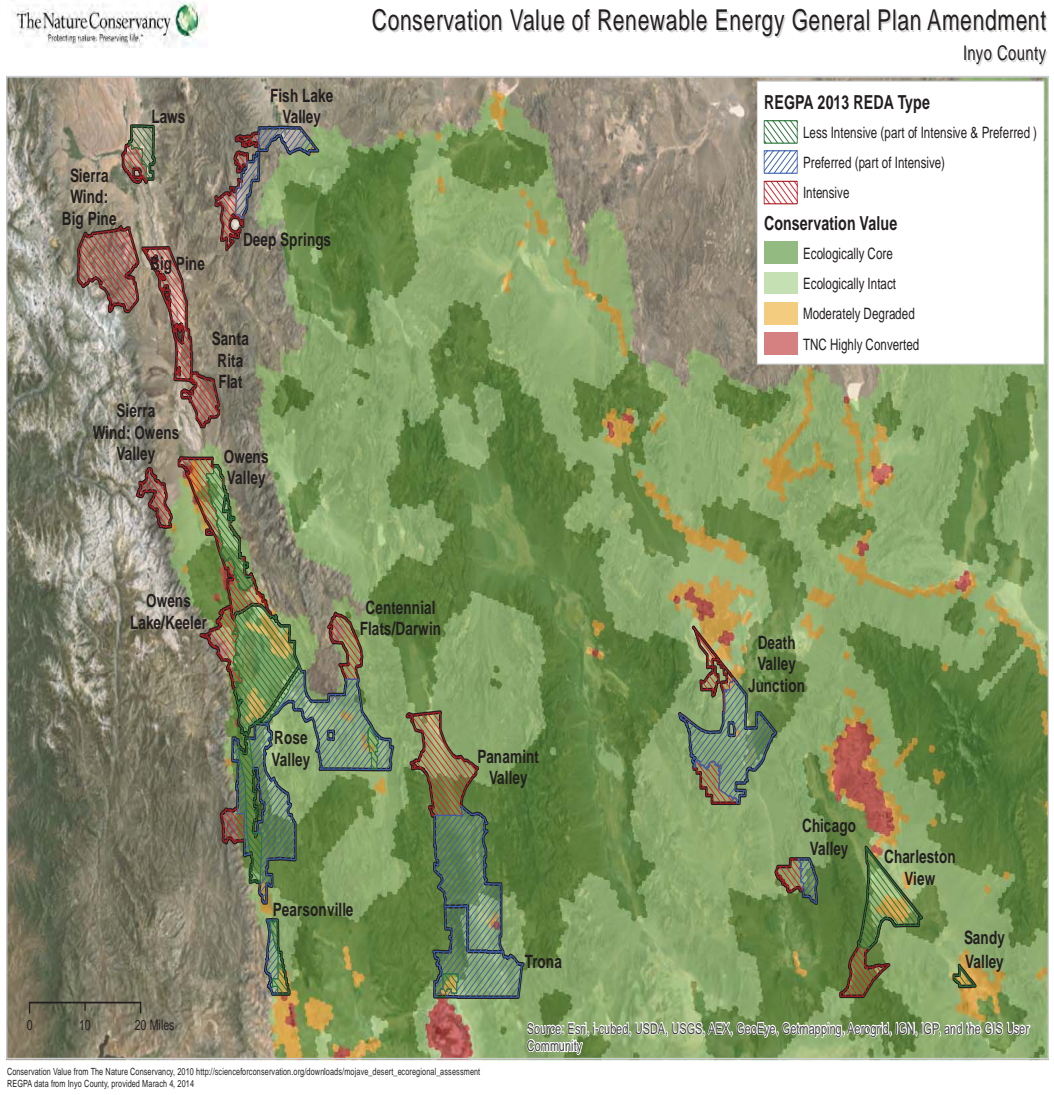 The Nature Conservancy
Protecting nature. Preserving life.™
Conservation Value of Renewable Energy General Plan Amendment
Inyo County
REGPA 2013 REDA Type
Less Intensive (part of Intensive & Preferred )
Preferred (part of Intensive)
Intensive
Conservation Value
Ecologically Core
Ecologically Intact
Moderately Degraded
TNC Highly Converted
Laws
Fish Lake
Valley
Sierra
Wind:
Big Pine
Deep Springs
Big Pine
Santa
Rita
Flat
Sierra
Wind: Owens
Valley
Owens
Valley
Owens
Lake/Keeler
Centennial
Flats/Darwin
Death
Valley
Junction
Rose
Valley
Panamint
Valley
Chicago
Valley
Charleston
View
Pearsonville
Trona
Sandy
Valley
0 10 20 Miles
Source: Esri, i-cubed, USDA, USGS, AEX, GeoEye, Getmapping, Aerogrid, IGN, IGP, and the GIS User
Community
Conservation Value from The Nature Conservancy, 2010 http://scienceforconservation.org/downloads/mojave_desert_ecoregional_assessment
REGPA data from Inyo County, provided Marach 4, 2014